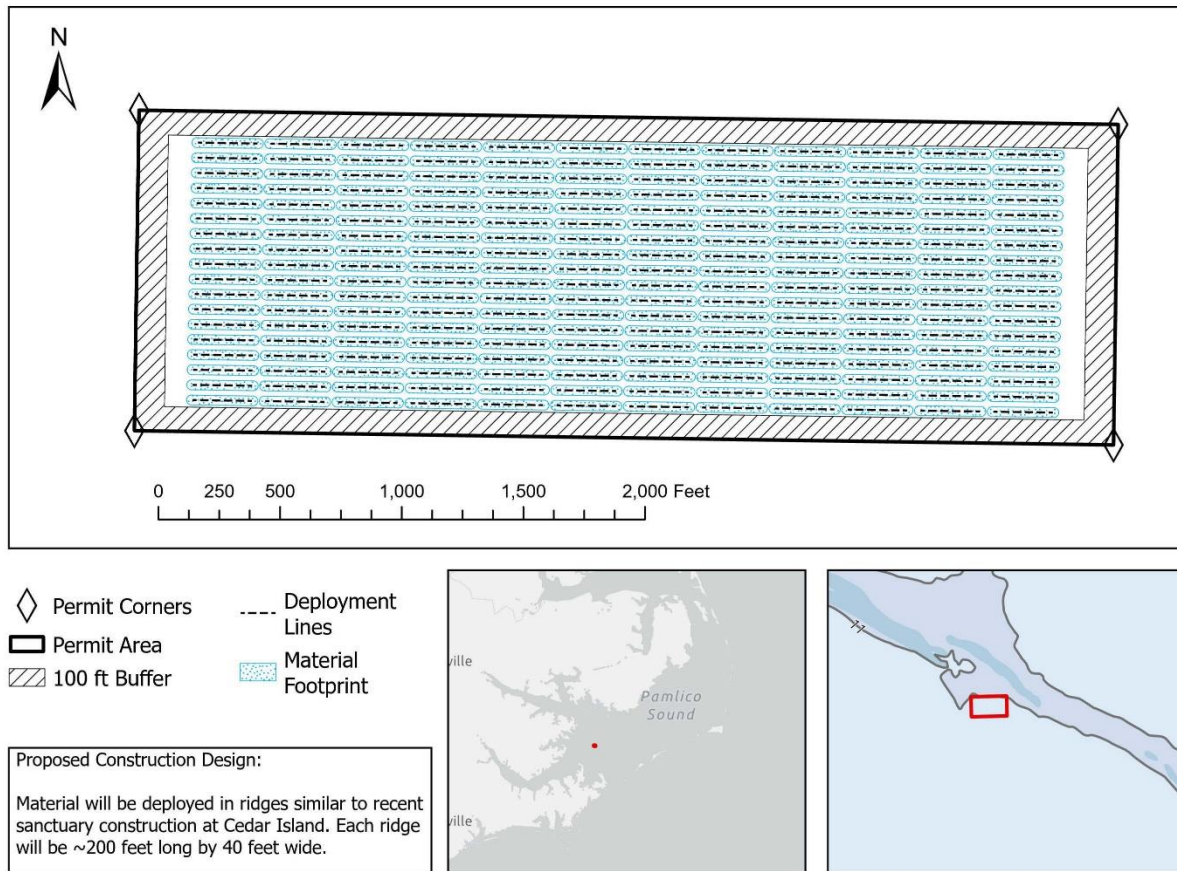 N
0 250 500 1,000 1,500 2,000 Feet
Permit Corners
Permit Area
100 ft Buffer
Deployment
Lines
Material
Footprint
Proposed Construction Design:
Material will be deployed in ridges similar to recent
sanctuary construction at Cedar Island. Each ridge
will be ~200 feet long by 40 feet wide.
ville
Pamlico
Sound
ville
11